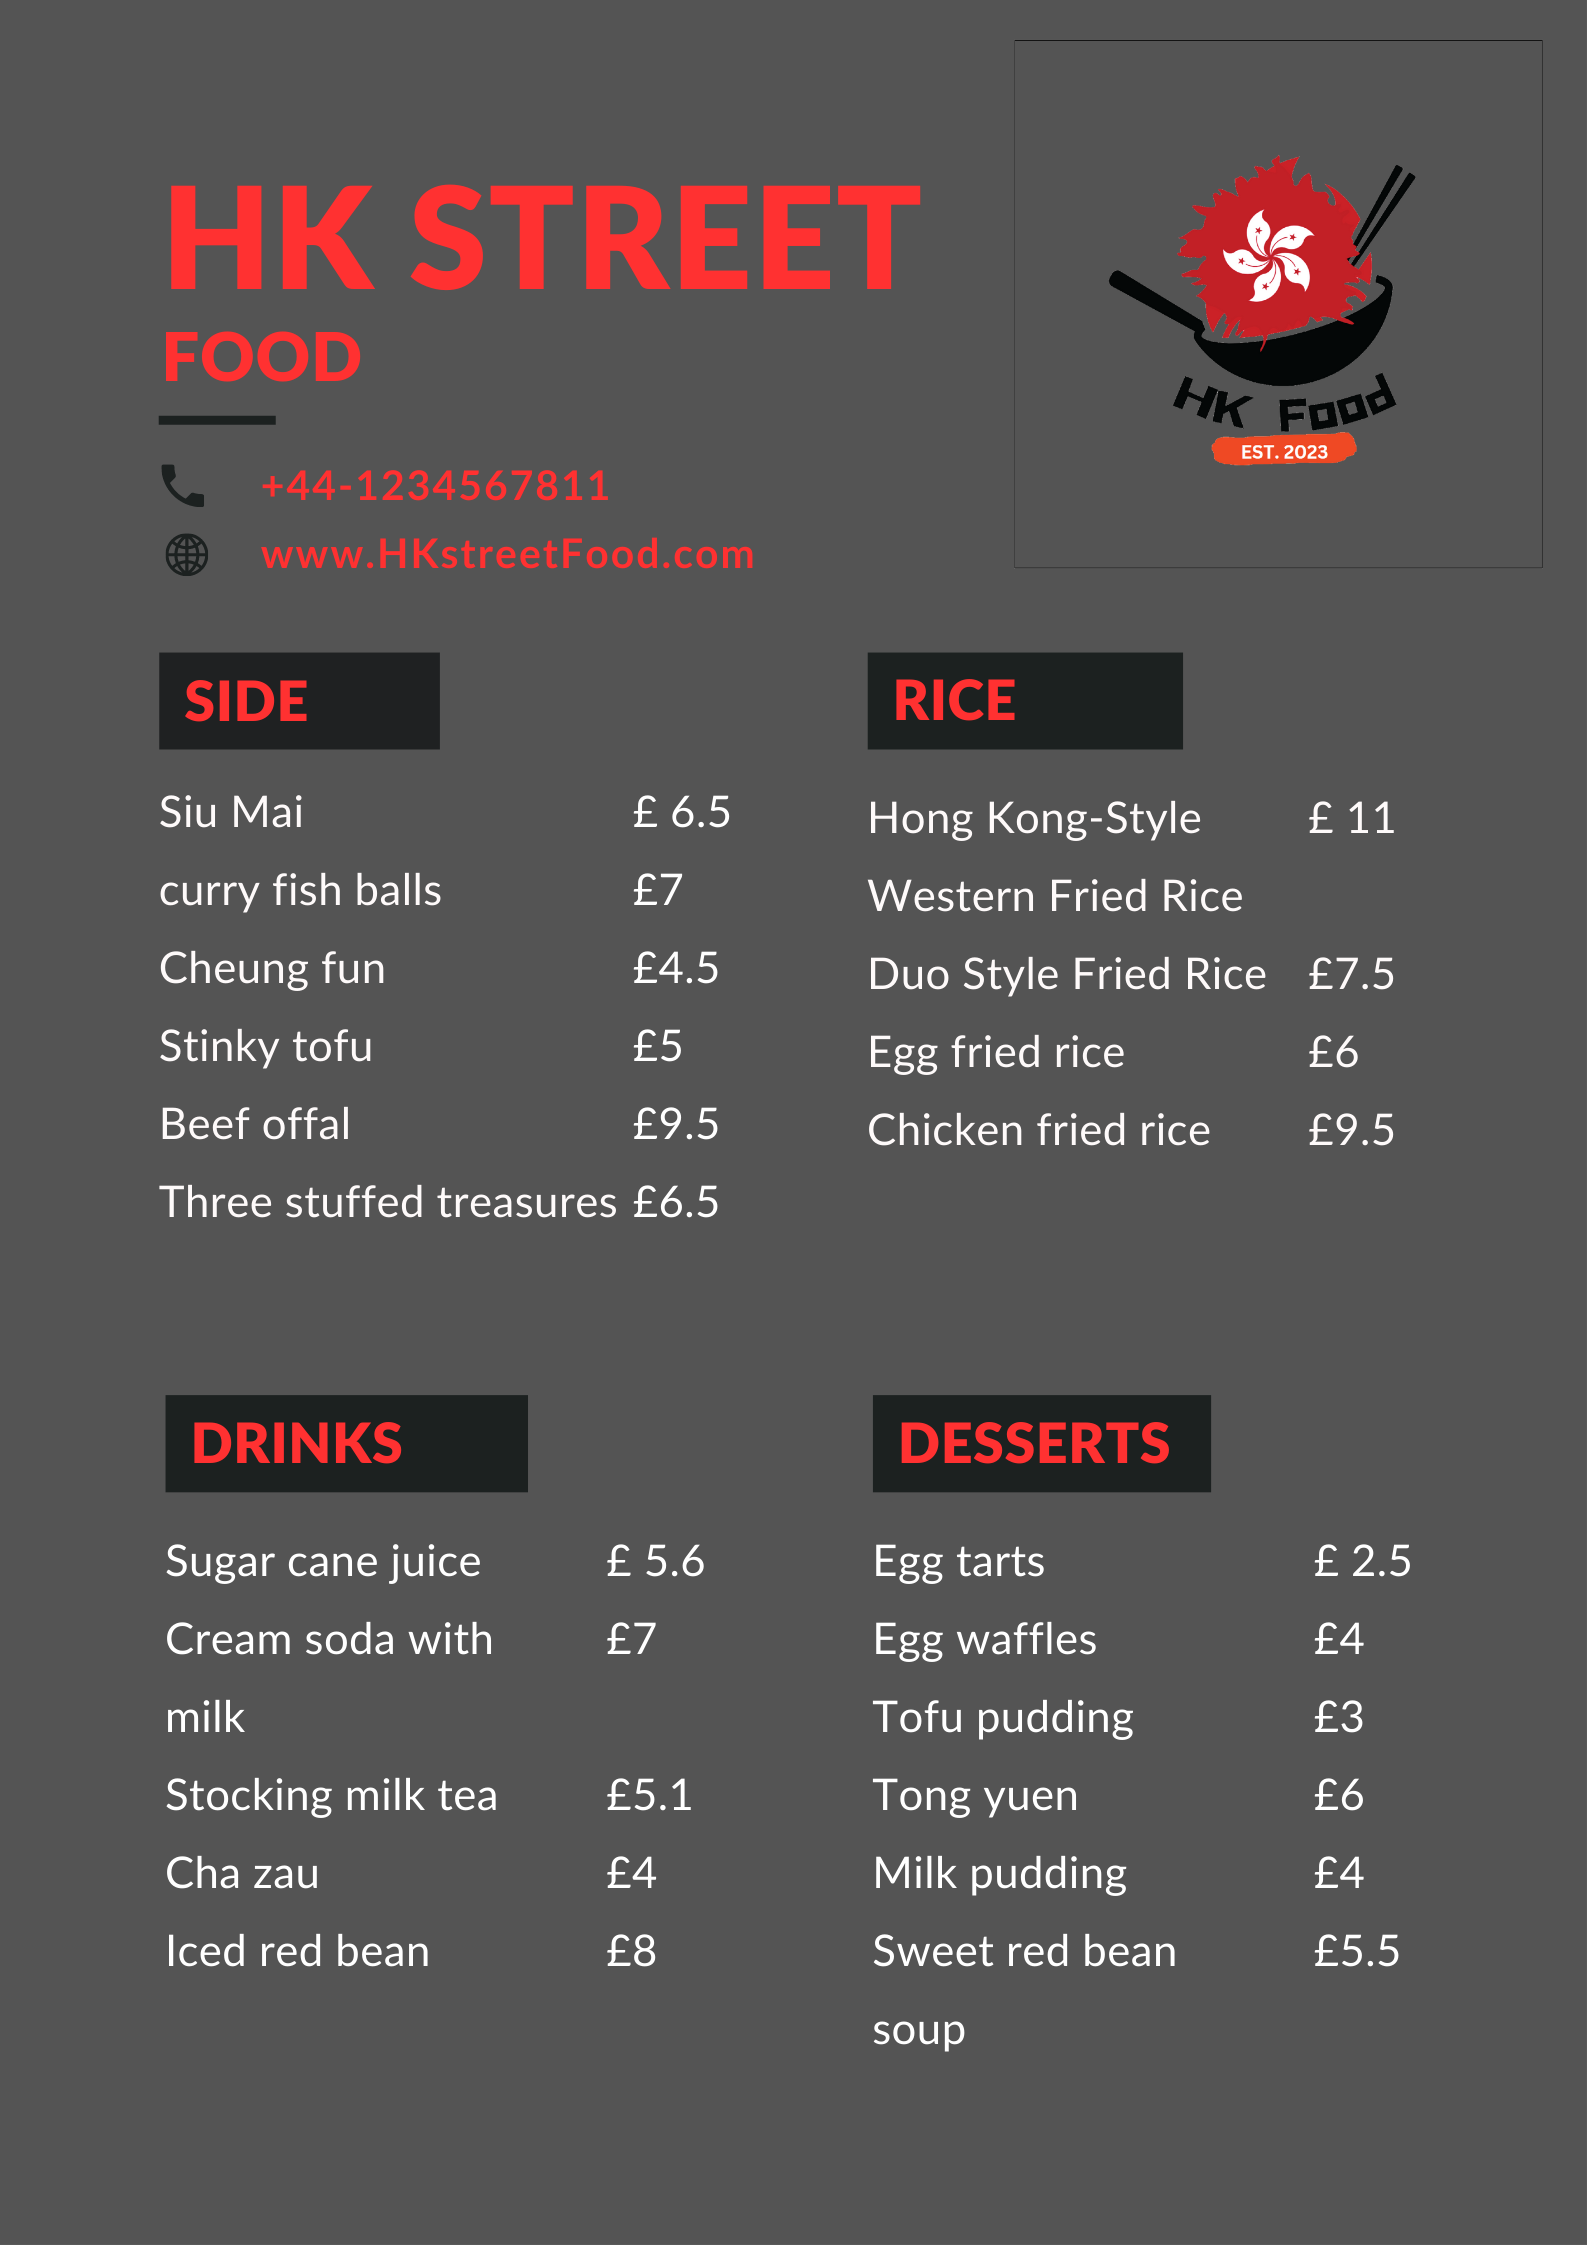 HK STREET
FOOD
+44-1234567811
www.HKstreetFood.com
HK Food
EST. 2023
SIDE
Siu Mai £ 6.5
curry fish balls £7
Cheung fun £4.5
Stinky tofu £5
Beef offal £9.5
Three stuffed treasures £6.5
RICE
Hong Kong-Style £ 11
Western Fried Rice
Duo Style Fried Rice £7.5
Egg fried rice £6
Chicken fried rice £9.5
DRINKS
Sugar cane juice £ 5.6
Cream soda with £7
milk
Stocking milk tea £5.1
Cha zau £4
Iced red bean £8
DESSERTS
Egg tarts £ 2.5
Egg waffles £4
Tofu pudding £3
Tong yuen £6
Milk pudding £4
Sweet red bean £5.5
soup